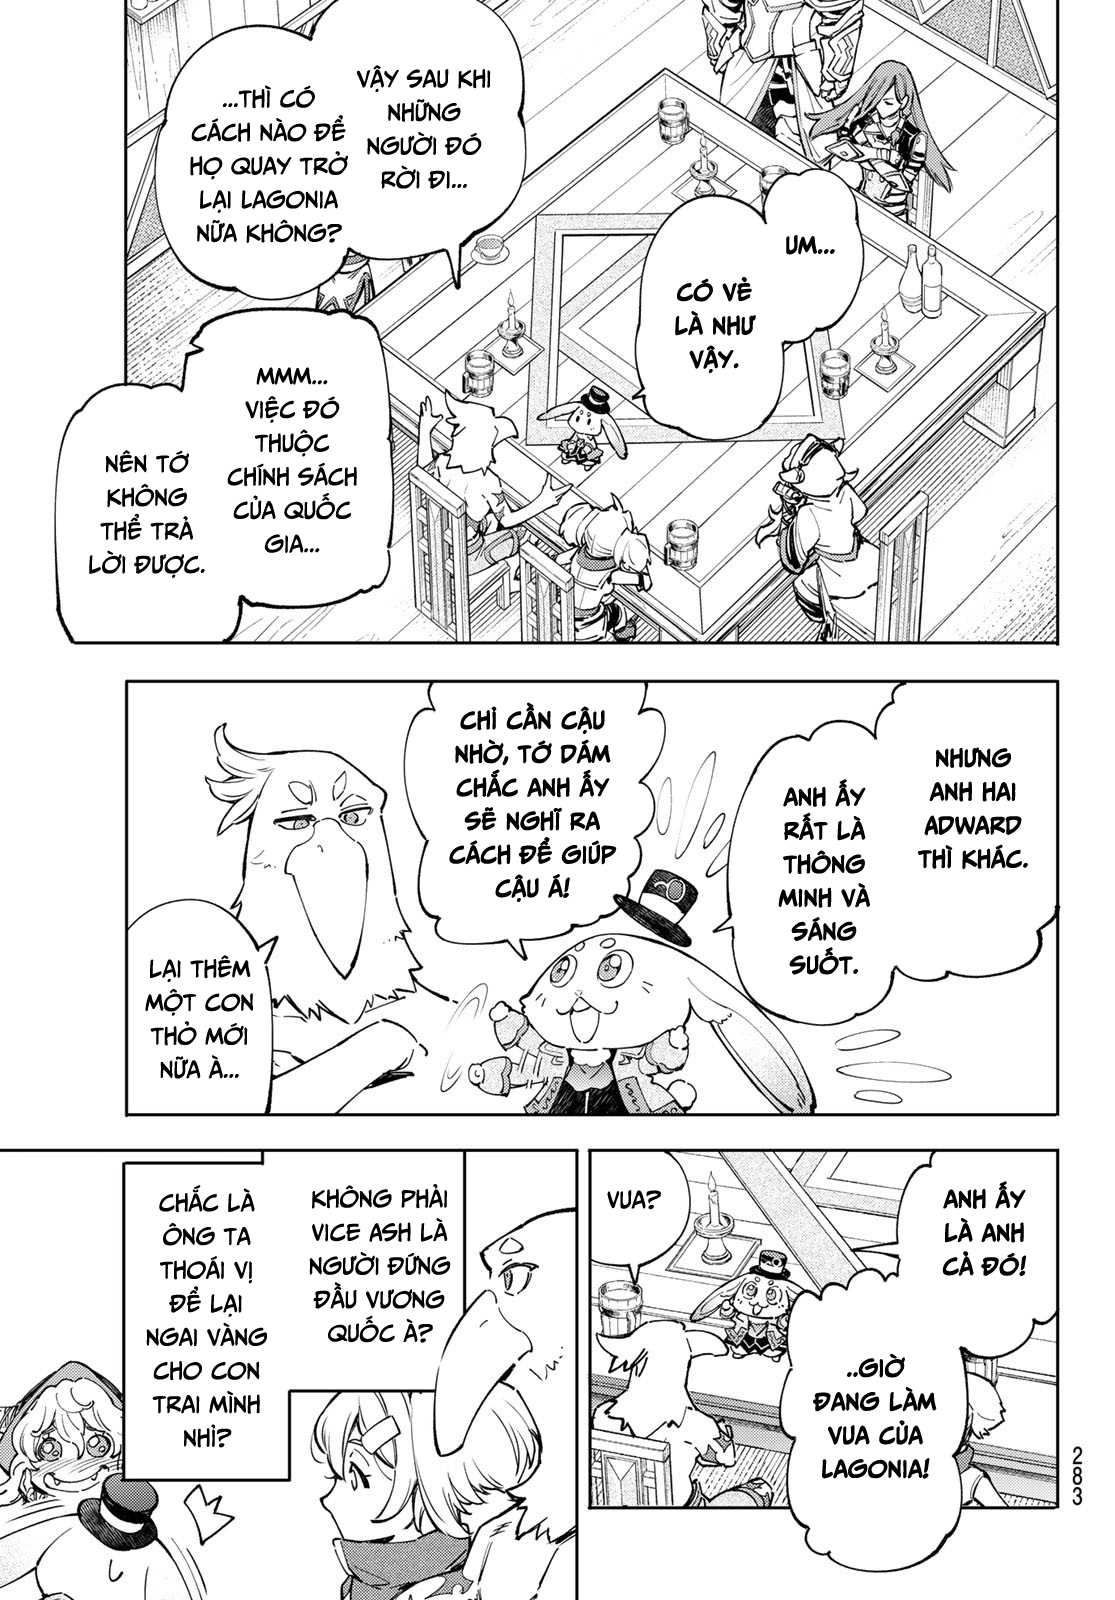 VẬY SAU KHI
NHỮNG
NGƯỜI ĐÓ
RỜI ĐI...
...THÌ CÓ
CÁCH NÀO ĐỂ
HỌ QUAY TRỞ
LẠI LAGONIA
NỮA KHÔNG?
UM...
CÓ VẺ
LÀ NHƯ
VẬY.
MMM...
VIỆC ĐÓ
THUỘC
CHÍNH SÁCH
CỦA QUỐC
GIA...
NÊN TỚ
KHÔNG
THỂ TRẢ
LỜI ĐƯỢC.
NHƯNG
ANH HAI
ADWARD
THÌ KHÁC.
ANH ẤY
RẤT LÀ
THÔNG
MINH VÀ
SÁNG
SUỐT.
CHỈ CẦN CẬU
NHỜ, TỚ DÁM
CHẮC ANH ẤY
SẼ NGHĨ RA
CÁCH ĐỂ GIÚP
CẬU Á!
LẠI THÊM
MỘT CON
THỎ MỚI
NỮA À...
ANH ẤY
LÀ ANH
CẢ ĐÓ!
..GIỜ
ĐANG LÀM
VUA CỦA
LAGONIA!
VUA?
KHÔNG PHẢI
VICE ASH LÀ
NGƯỜI ĐỨNG
ĐẦU VƯƠNG
QUỐC À?
CHẮC LÀ
ÔNG TA
THOÁI VỊ
ĐỂ LẠI
NGAI VÀNG
CHO CON
TRAI MÌNH
NHỈ?
283